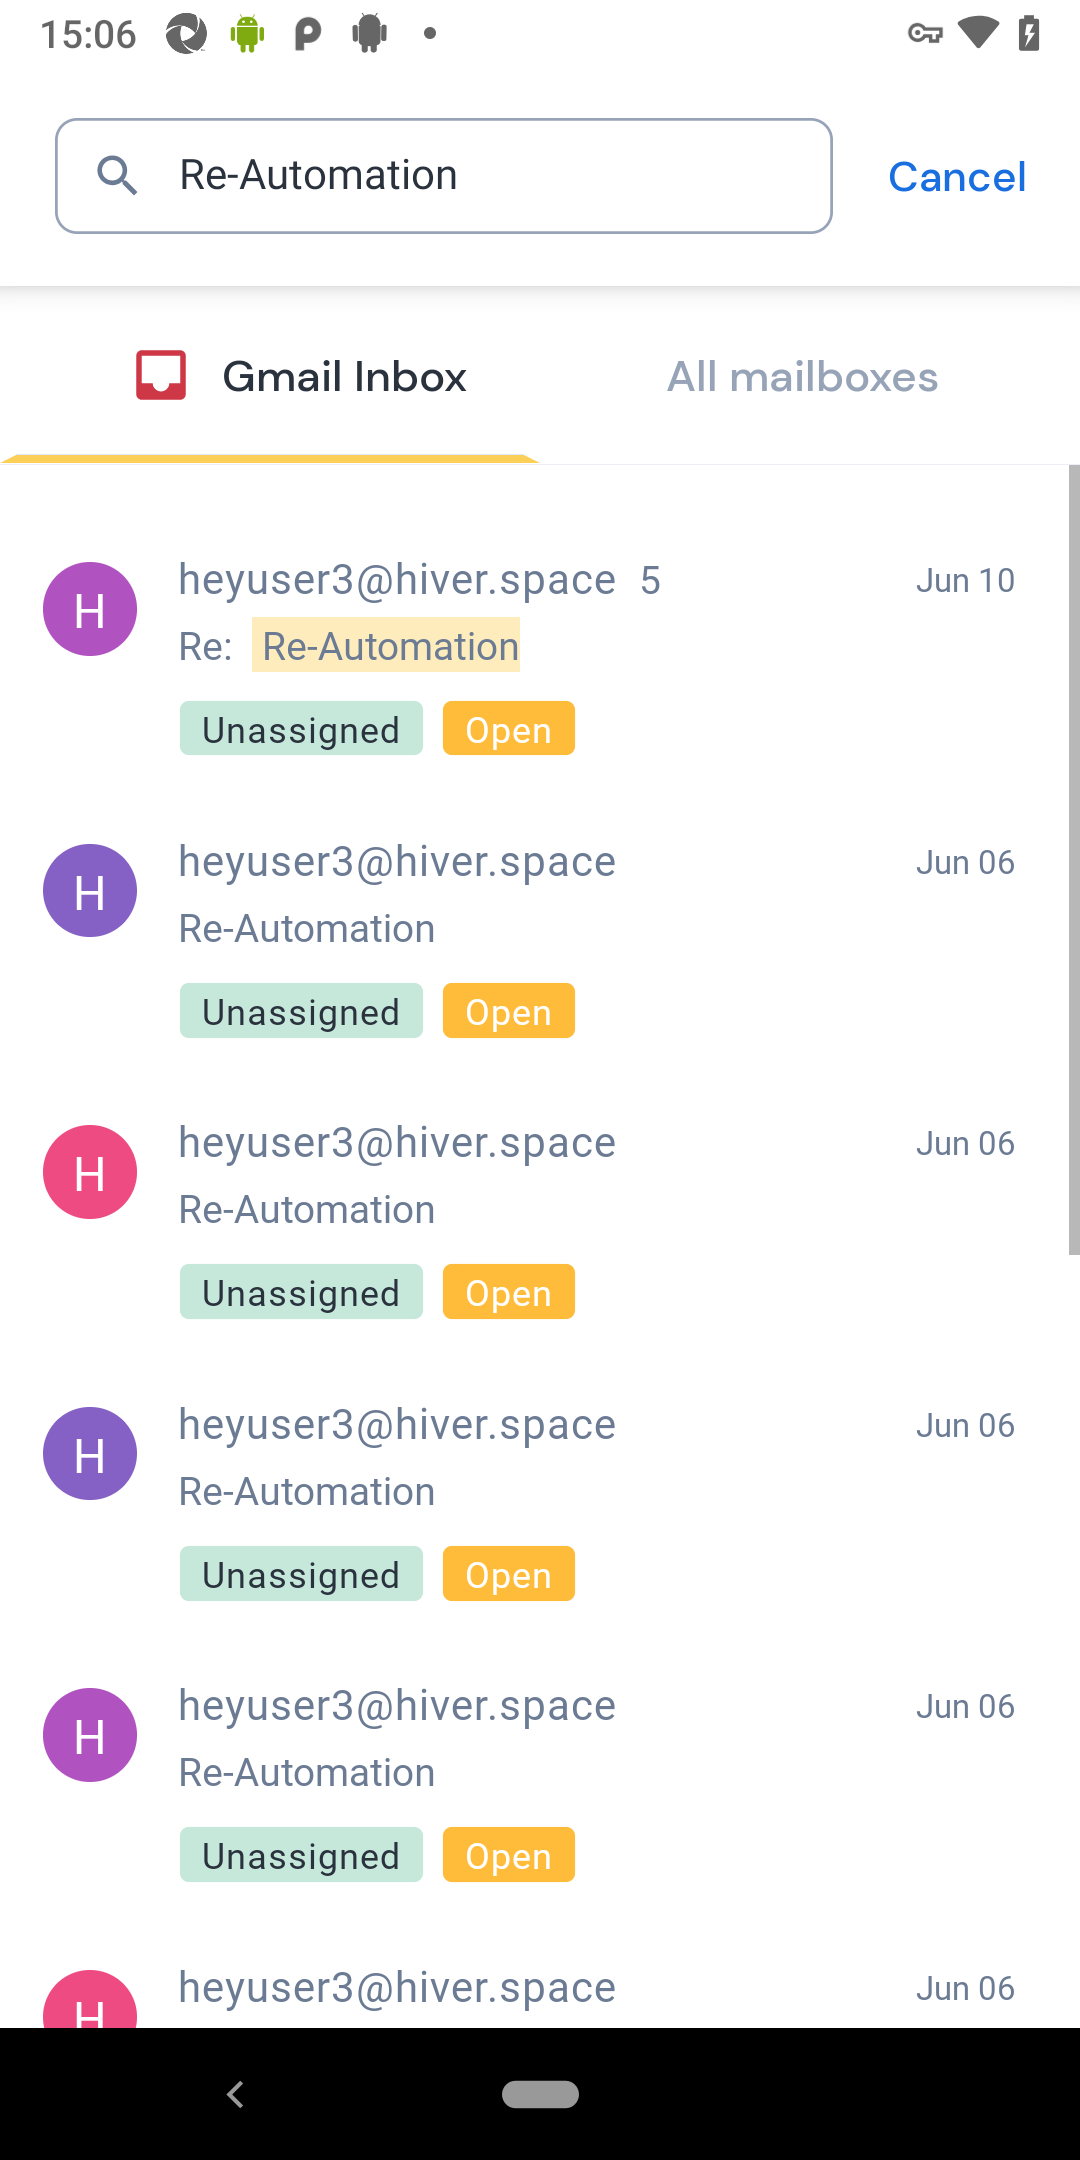 15:06
Re-Automation
Cancel
Gmail Inbox
All mailboxes
H
heyuser3@hiver.space 5
Jun 10
Re: Re-Automation
Unassigned Open
H
heyuser3@hiver.space
Jun 06
Re-Automation
Unassigned Open
H
heyuser3@hiver.space
Jun 06
Re-Automation
Unassigned Open
H
heyuser3@hiver.space
Jun 06
Re-Automation
Unassigned Open
H
heyuser3@hiver.space
Jun 06
Re-Automation
Unassigned Open
H
heyuser3@hiver.space
Jun 06